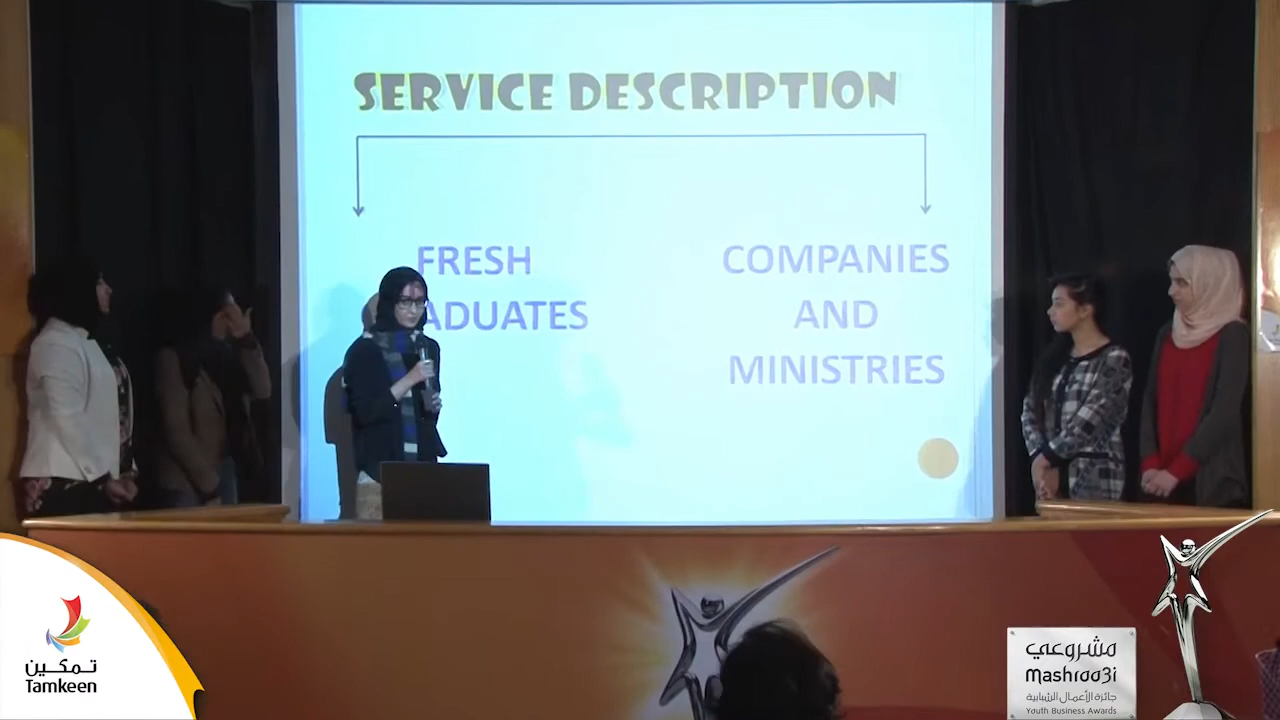 SERVICE DESCRIPTION
FRESH
ADUATES
COMPANIES
AND
MINISTRIES
تمكين
Tamkeen
مشروعي
mashroo3i
جائزة الأعمال الشبابية
Youth Business Awards